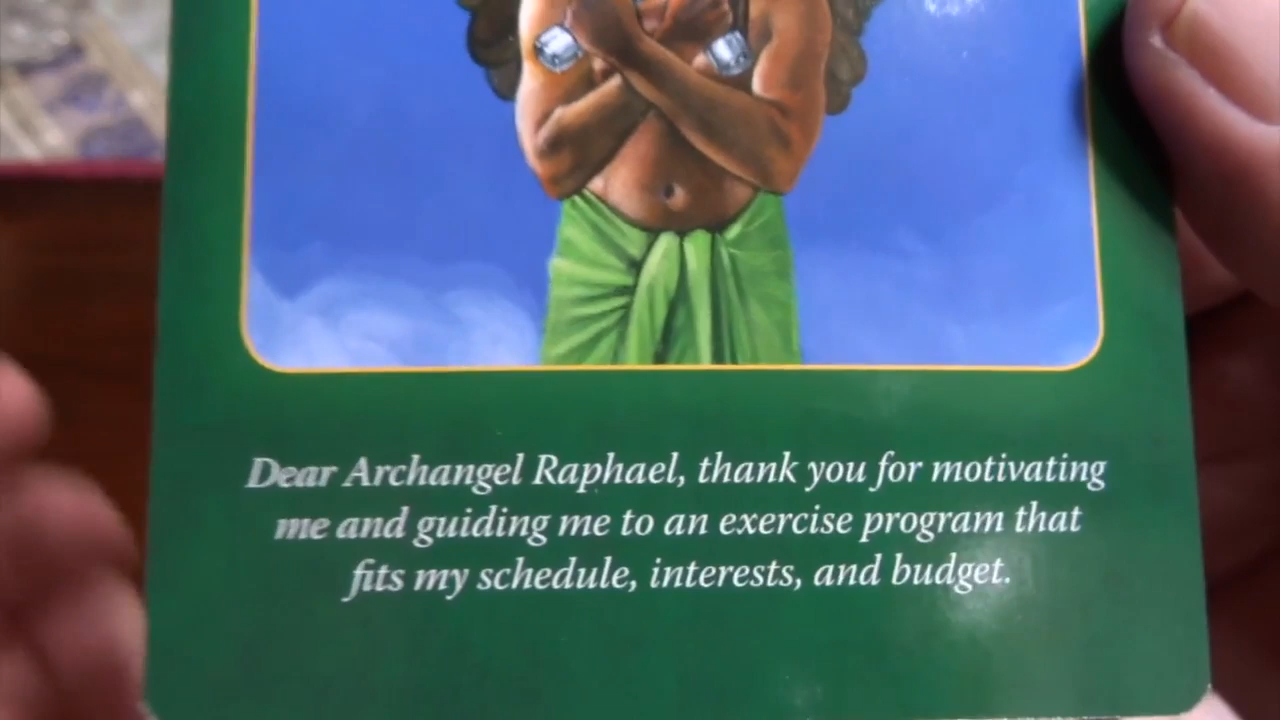 Dear Archangel Raphael, thank you for motivating
me and guiding me to an exercise program that
fits my schedule, interests, and budget.